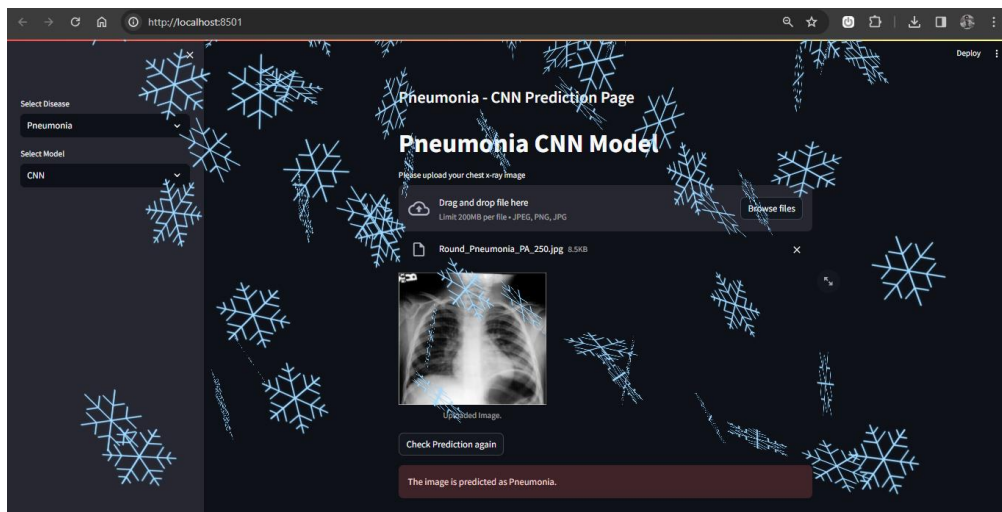 http://localhost:8501
Deploy
Select Disease
Pneumonia
Select Model
CNN
Pneumonia - CNN Prediction Page
Pneumonia CNN Model
Please upload your chest x-ray image
Drag and drop file here
Limit 200MB per file • JPEG, PNG, JPG
Browse files
Round_Pneumonia_PA_250.jpg 8.5KB
Uploaded Image.
Check Prediction again
The image is predicted as Pneumonia.